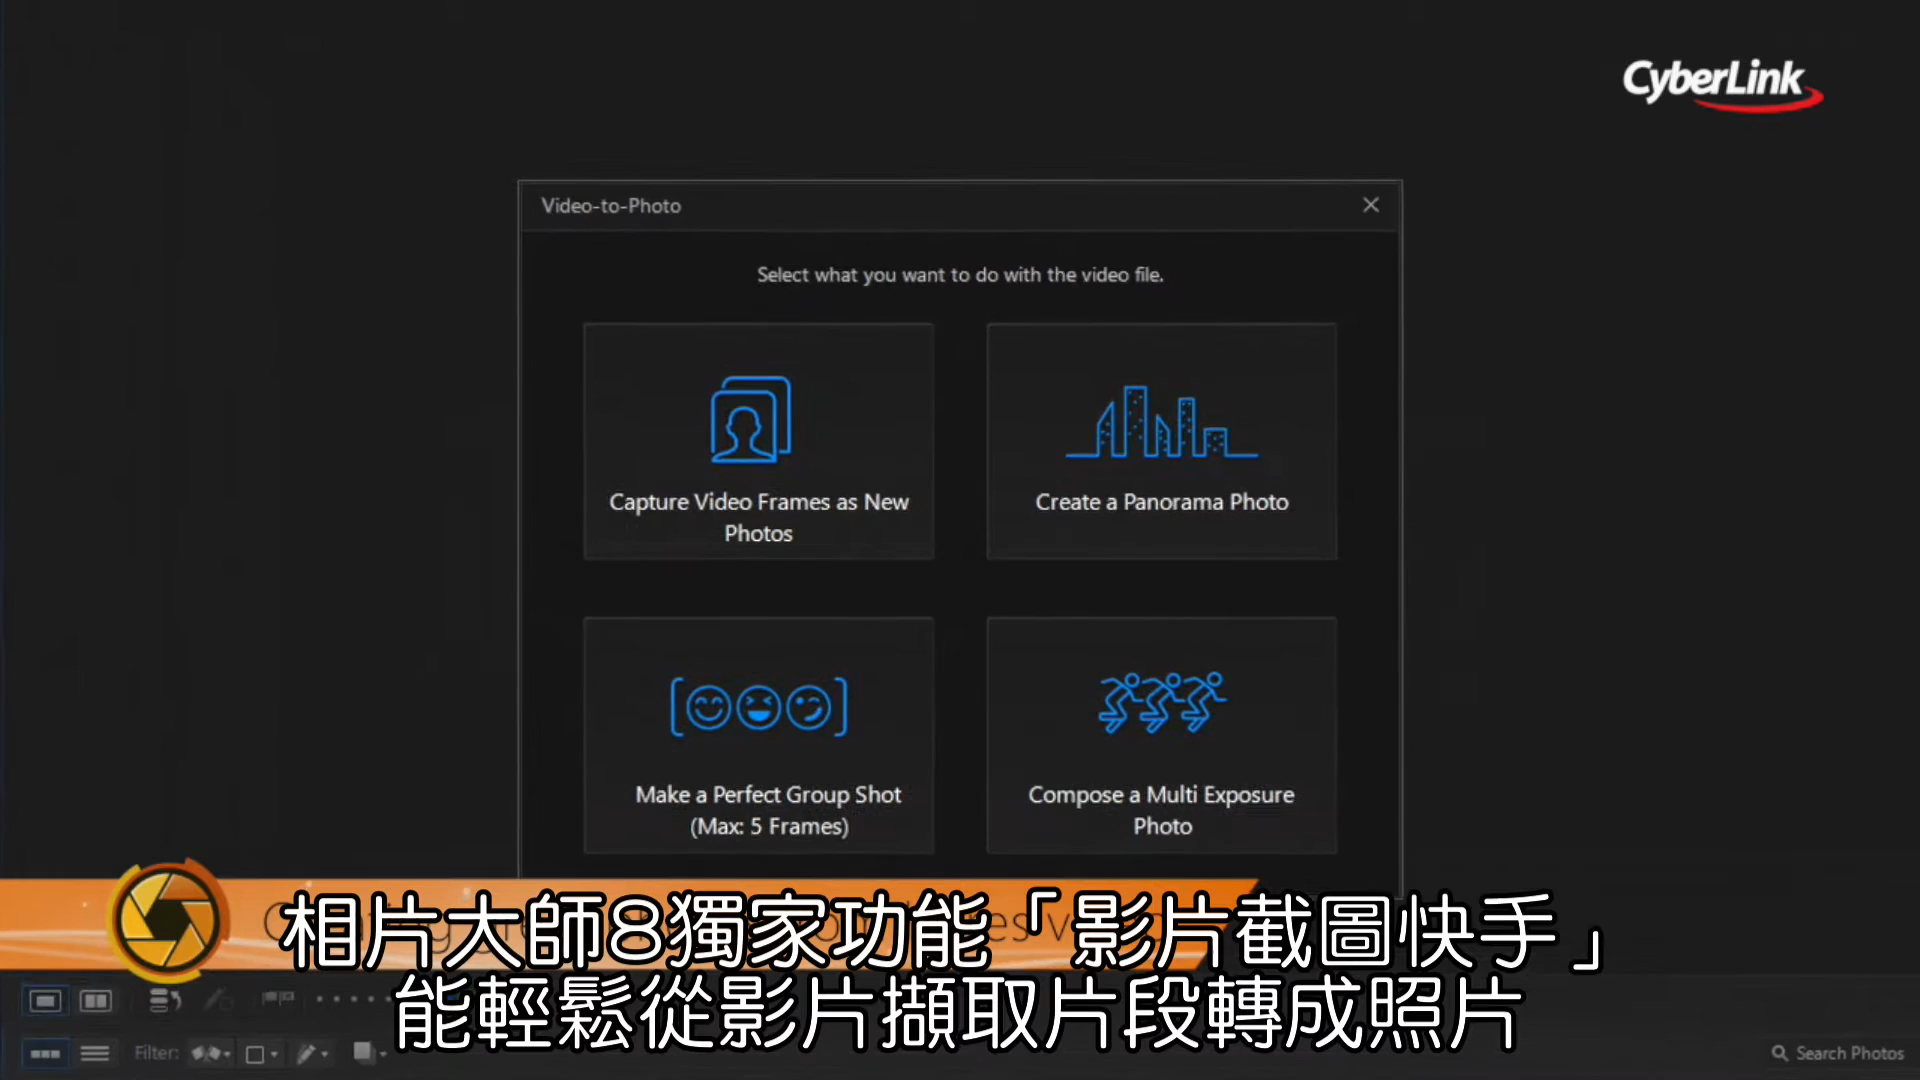 CyberLink
Video-to-Photo
Select what you want to do with the video file.
Capture Video Frames as New
Photos
Create a Panorama Photo
Make a Perfect Group Shot
(Max: 5 Frames)
Compose a Multi Exposure
Photo
相片大師8獨家功能「影片截圖快手」
能輕鬆從影片擷取片段轉成照片
Filter:
Search Photos